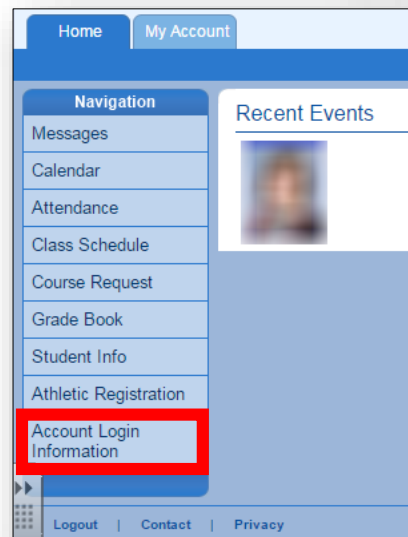 Home My Account
Navigation
Recent Events
Messages
Calendar
Attendance
Class Schedule
Course Request
Grade Book
Student Info
Athletic Registration
Account Login
Information
Logout | Contact | Privacy